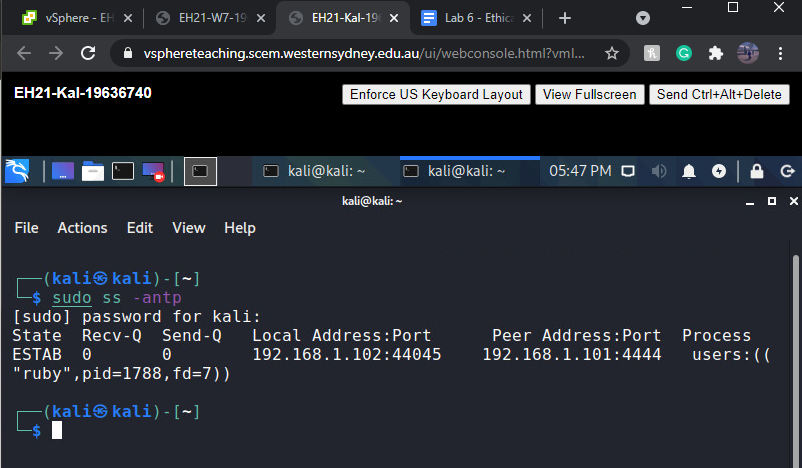 vSphere - EH
EH21-W7-19
EH21-Kal-196
Lab 6 - Ethica
vsphereteaching.scem.westernsydney.edu.au/ui/webconsole.html?vml...
EH21-Kal-19636740
Enforce US Keyboard Layout
View Fullscreen
Send Ctrl+Alt+Delete
kali@kali: ~
kali@kali: ~
05:47 PM
kali@kali: ~
File Actions Edit View Help
┌──(kali㉿kali)-[~]
└─$ sudo ss -antp
[sudo] password for kali:
State Recv-Q Send-Q Local Address:Port Peer Address:Port Process
ESTAB 0 0 192.168.1.102:44045 192.168.1.101:4444 users:((
"ruby",pid=1788,fd=7))
┌──(kali㉿kali)-[~]
└─$